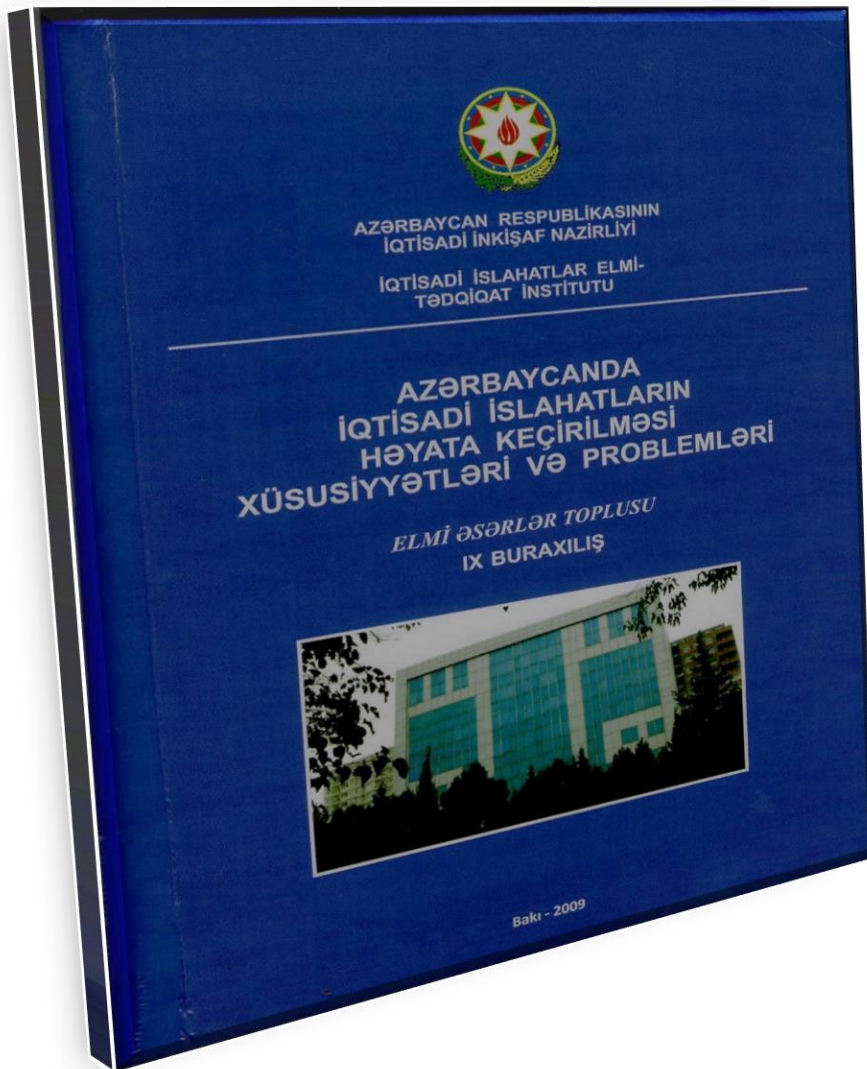 AZƏRBAYCAN RESPUBLİKASININ
İQTİSADİ İNKİŞAF NAZİRLİYİ
İQTİSADİ İSLAHATLAR ELMİ-
TƏDQİQAT İNSTİTUTU
AZƏRBAYCANDA
İQTİSADİ İSLAHATLARIN
HƏYATA KEÇİRİLMƏSİ
XÜSUSİYYƏTLƏRİ VƏ PROBLEMLƏRİ
ELMİ ƏSƏRLƏR TOPLUSU
IX BURAXILIŞ
Bakı - 2009